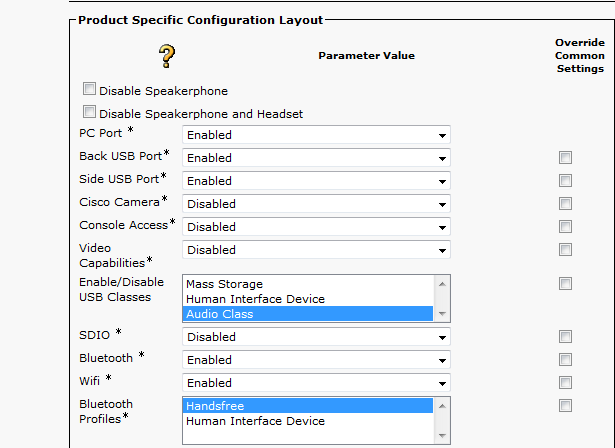 Product Specific Configuration Layout
?
Parameter Value
Override
Common
Settings
Disable Speakerphone
Disable Speakerphone and Headset
PC Port * Enabled
Back USB Port* Enabled
Side USB Port* Enabled
Cisco Camera* Disabled
Console Access* Disabled
Video
Capabilities* Disabled
Enable/Disable
USB Classes
Mass Storage
Human Interface Device
Audio Class
SDIO * Disabled
Bluetooth * Enabled
Wifi * Enabled
Bluetooth
Profiles*
Handsfree
Human Interface Device